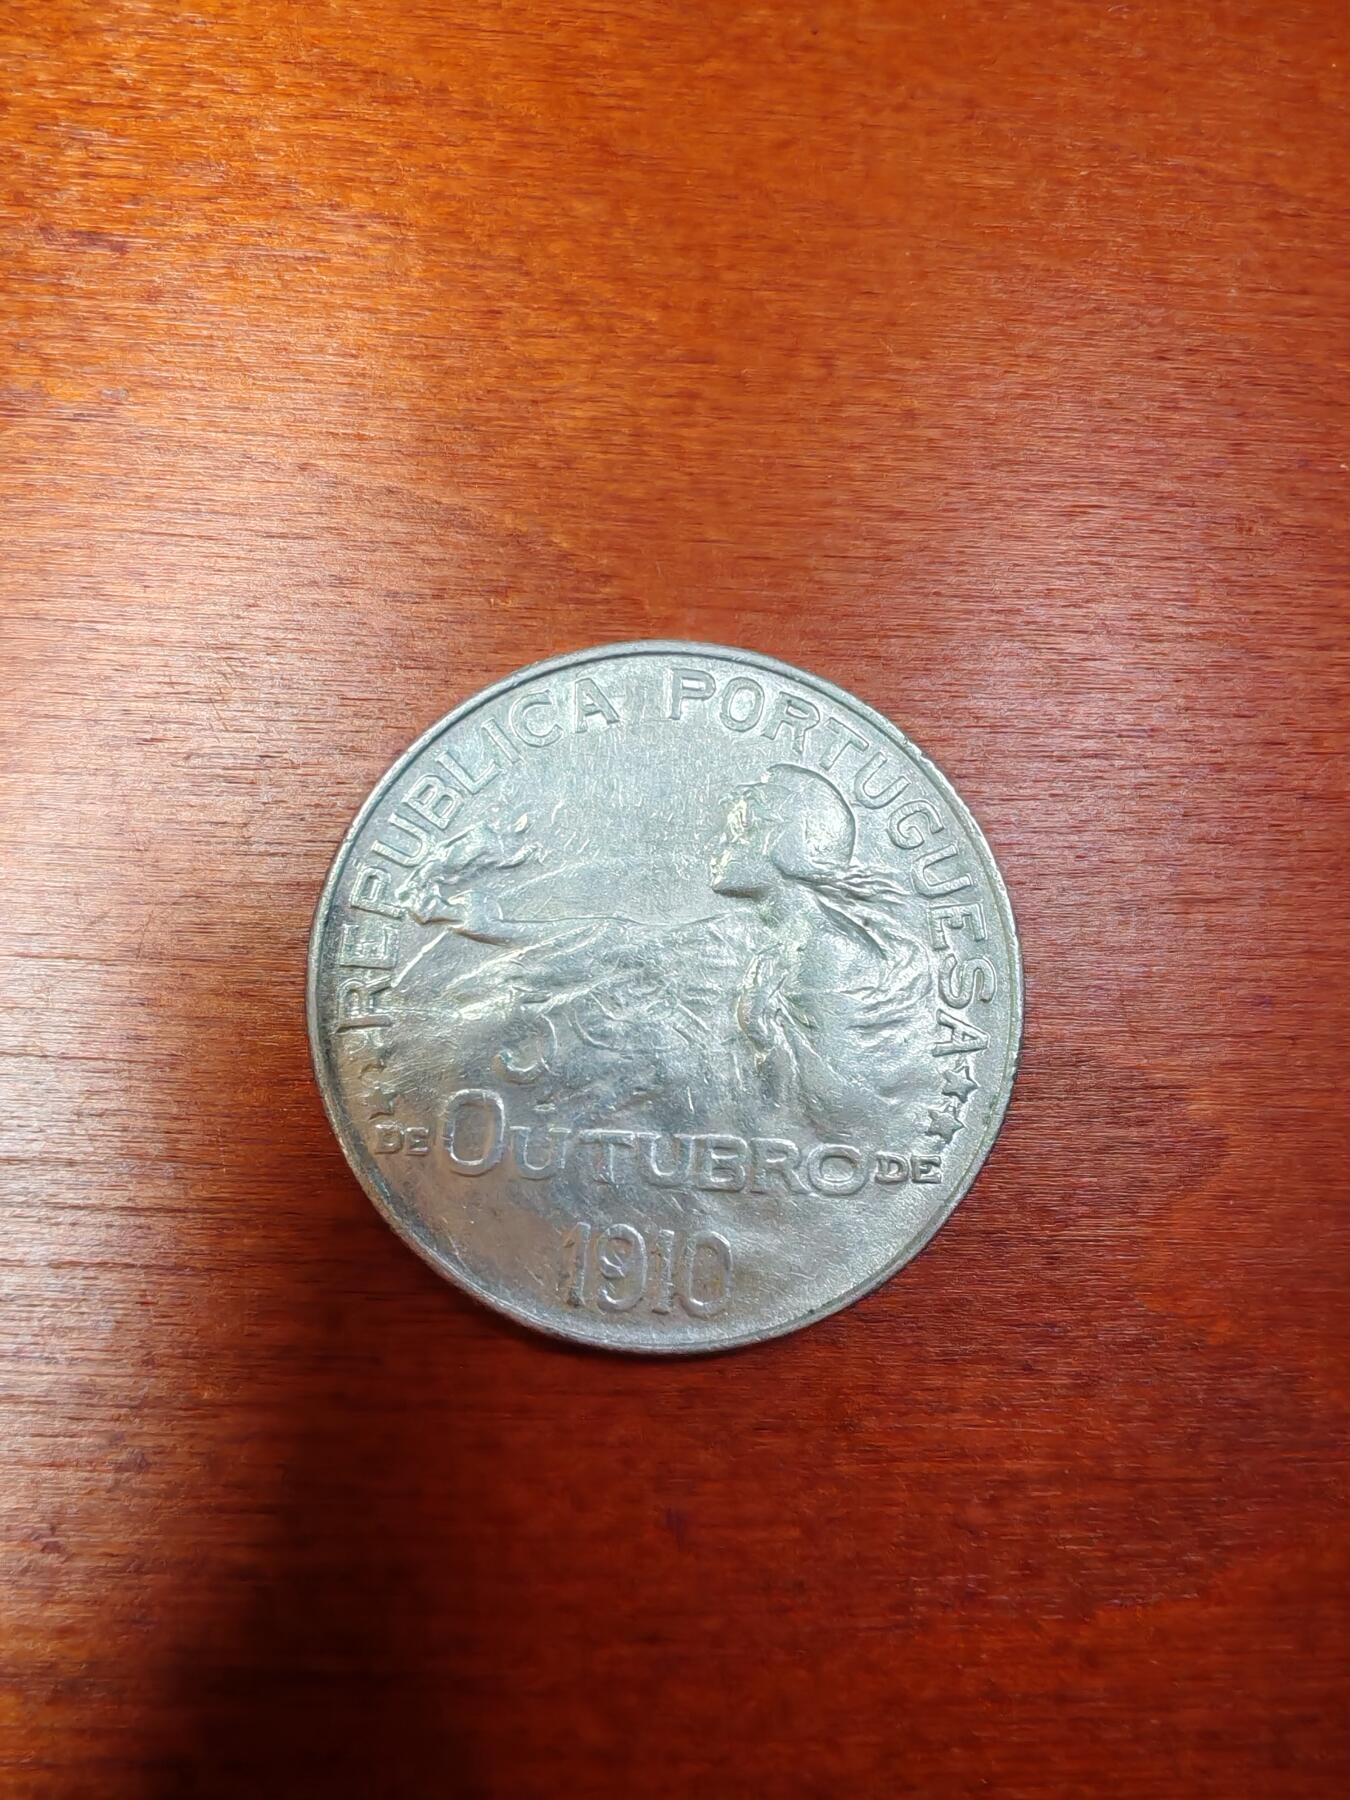 REPUBLICA PORTUGUESA
5
DE OUTUBRO DE
1910